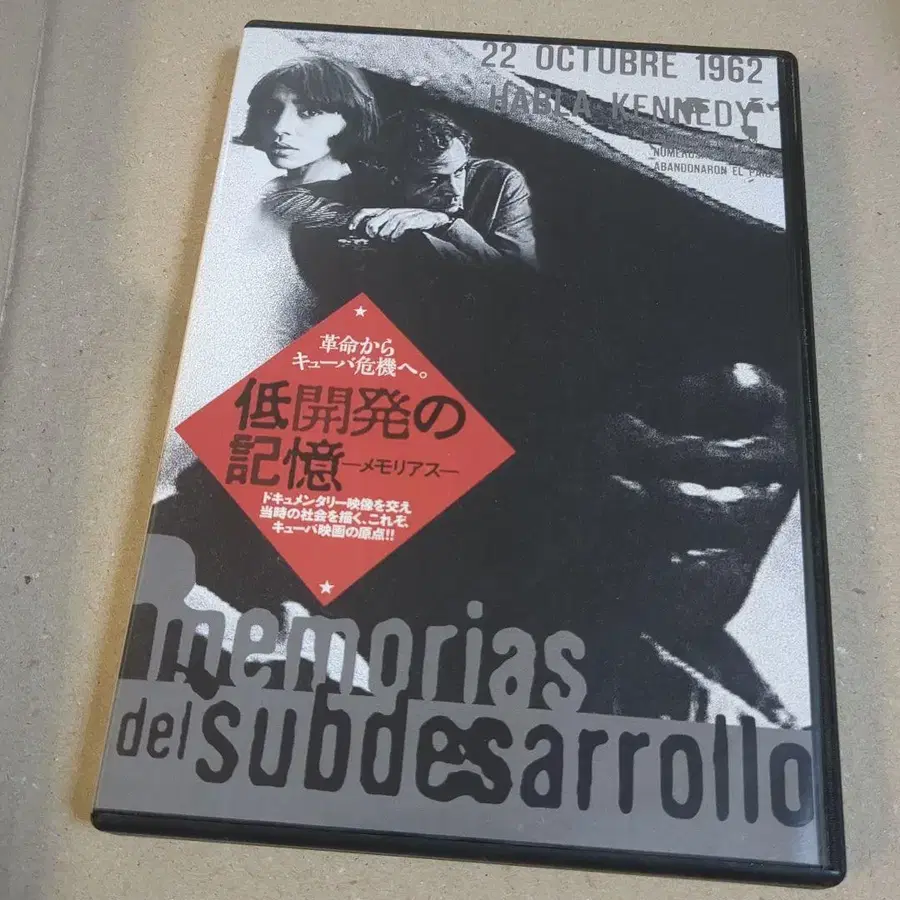 22 OCTUBRE 1962
HABLA KENNEDY
ABANDONARON EL
革命から
キューバ危機へ。
低開発の
記憶―メモリアス―
ドキュメンタリー映像を交え
当時の社会を描く、これぞ、
キューバ映画の原点!!
memorias
del subdesarrollo